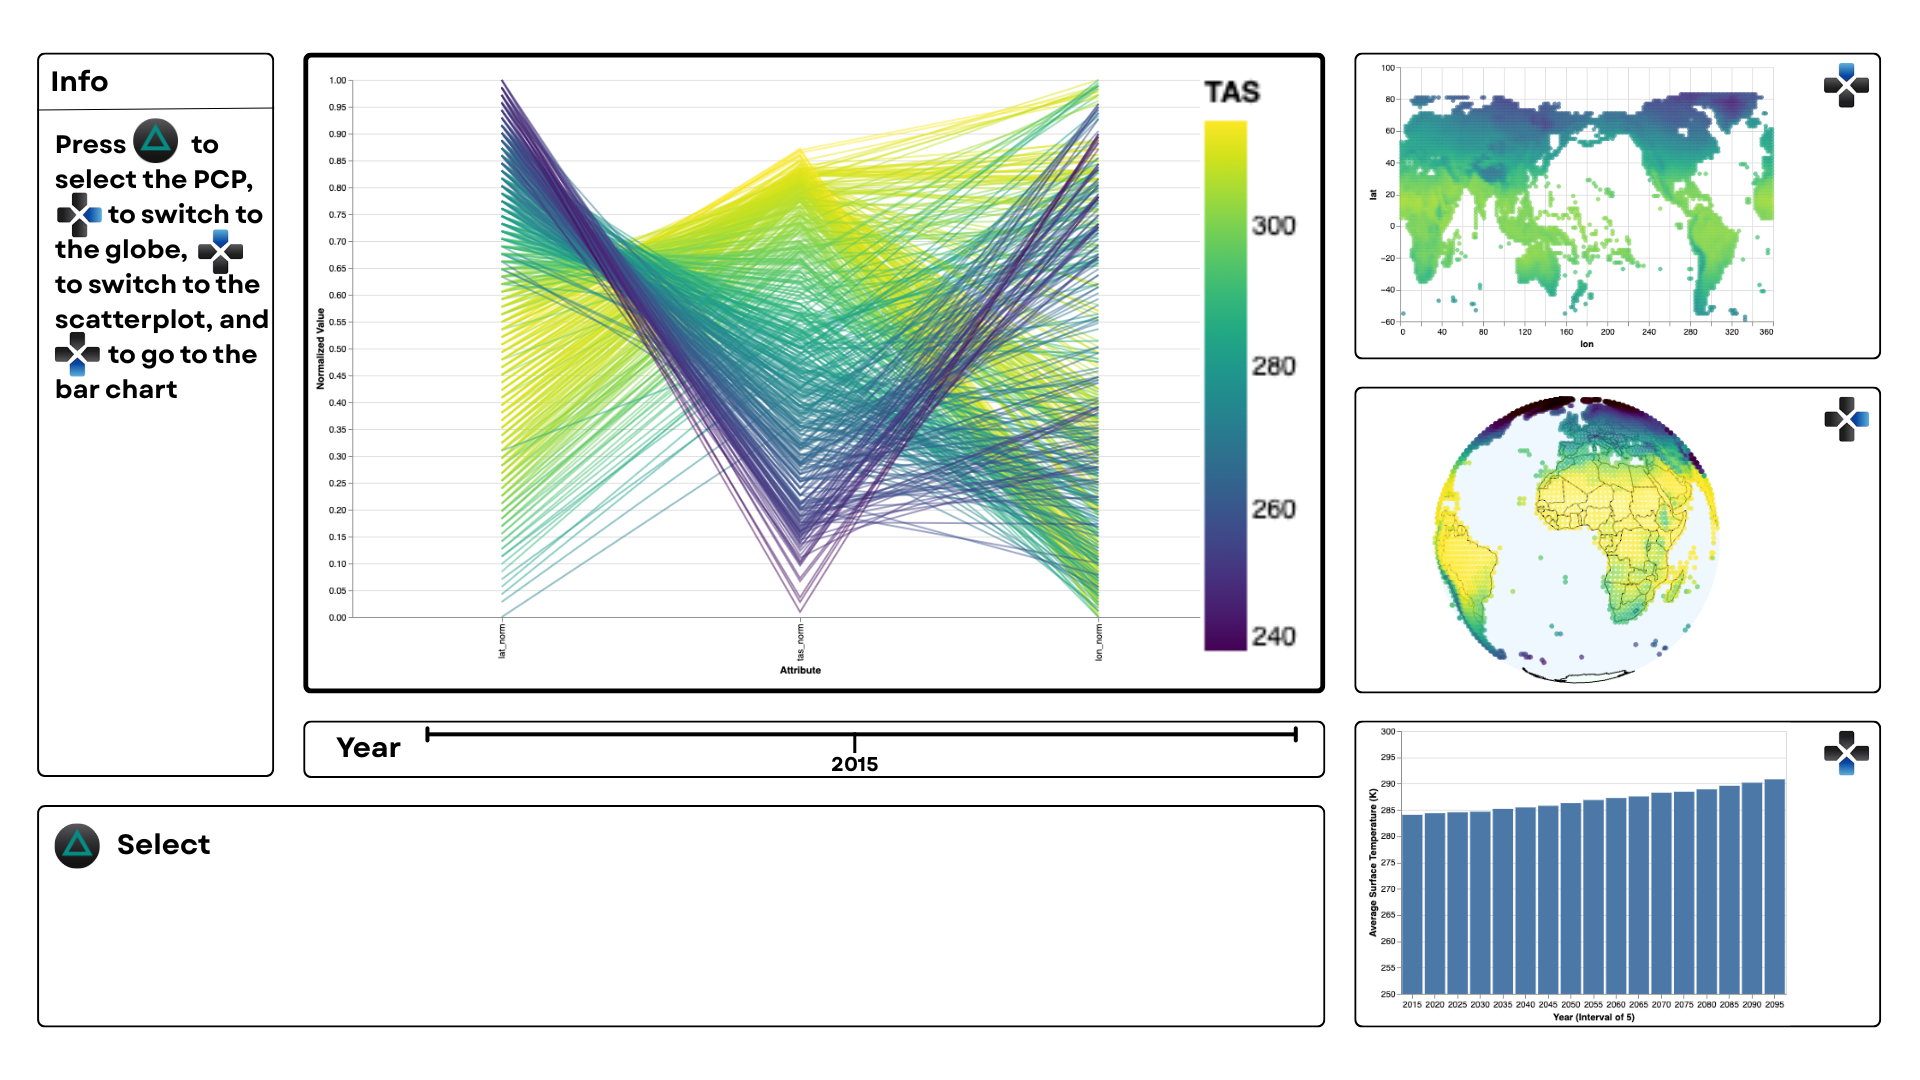 Info
Press to
select the PCP,
to switch to
the globe,
to switch to the
scatterplot, and
to go to the
bar chart
1.00
0.95
0.90
0.85
0.80
0.75
0.70
0.65
0.60
0.55
0.50
0.45
0.40
0.35
0.30
0.25
0.20
0.15
0.10
0.05
0.00
Normalized Value
lat_norm
tas_norm
lon_norm
Attribute
TAS
300
280
260
240
Year
2015
Select
100
80
60
40
20
0
−20
−40
−60
lat
0 40 80 120 160 200 240 280 320 360
lon
300
295
290
285
280
275
270
265
260
255
250
Average Surface Temperature (K)
2015 2020 2025 2030 2035 2040 2045 2050 2055 2060 2065 2070 2075 2080 2085 2090 2095
Year (Interval of 5)